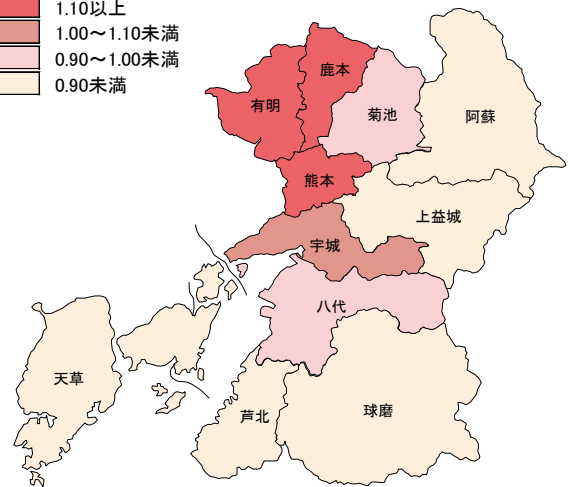 1.10以上
1.00～1.10未満
0.90～1.00未満
0.90未満
鹿本
有明
菊池
阿蘇
熊本
上益城
宇城
八代
天草
芦北
球磨